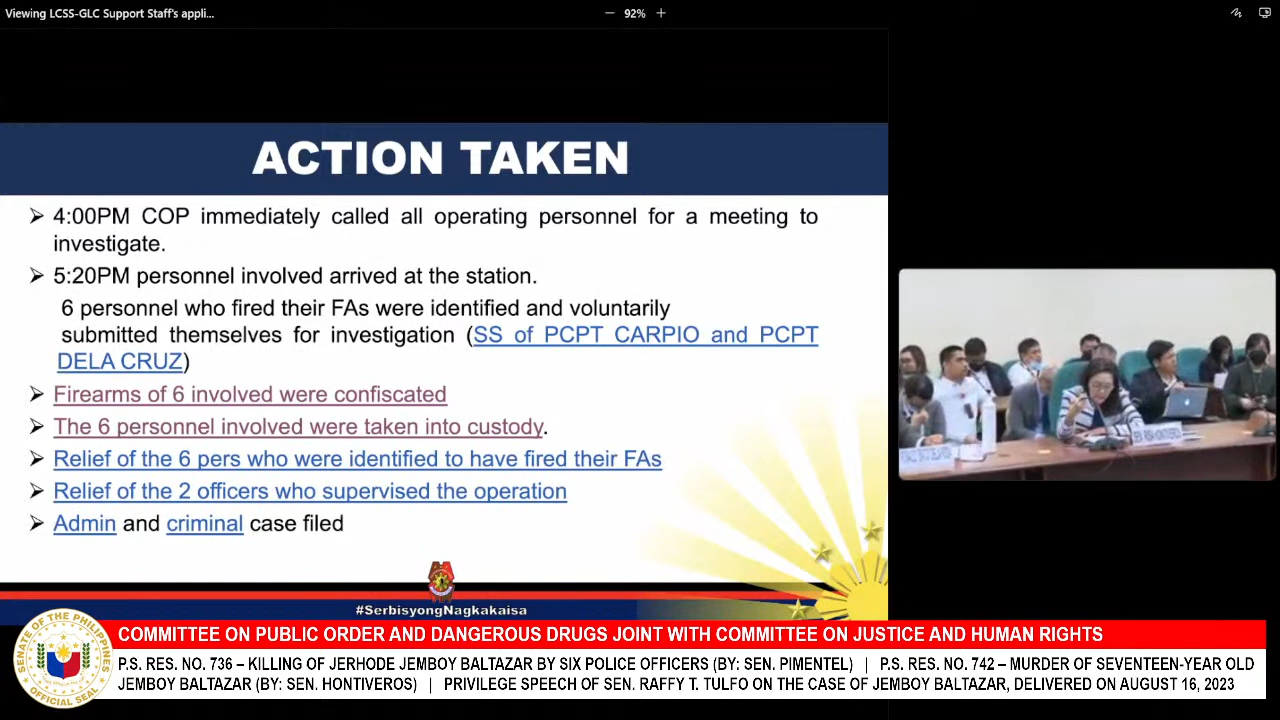 Viewing LCSS-GLC Support Staff's appli...
92%
ACTION TAKEN
➢ 4:00PM COP immediately called all operating personnel for a meeting to
investigate.
➢ 5:20PM personnel involved arrived at the station.
6 personnel who fired their FAs were identified and voluntarily
submitted themselves for investigation (SS of PCPT CARPIO and PCPT
DELA CRUZ)
➢ Firearms of 6 involved were confiscated
➢ The 6 personnel involved were taken into custody.
➢ Relief of the 6 pers who were identified to have fired their FAs
➢ Relief of the 2 officers who supervised the operation
➢ Admin and criminal case filed
#SerbisyongNagkakaisa
SENATE OF THE PHILIPPINES
OFFICIAL SEAL
COMMITTEE ON PUBLIC ORDER AND DANGEROUS DRUGS JOINT WITH COMMITTEE ON JUSTICE AND HUMAN RIGHTS
P.S. RES. NO. 736 – KILLING OF JERHODE JEMBOY BALTAZAR BY SIX POLICE OFFICERS (BY: SEN. PIMENTEL) | P.S. RES. NO. 742 – MURDER OF SEVENTEEN-YEAR OLD
JEMBOY BALTAZAR (BY: SEN. HONTIVEROS) | PRIVILEGE SPEECH OF SEN. RAFFY T. TULFO ON THE CASE OF JEMBOY BALTAZAR, DELIVERED ON AUGUST 16, 2023